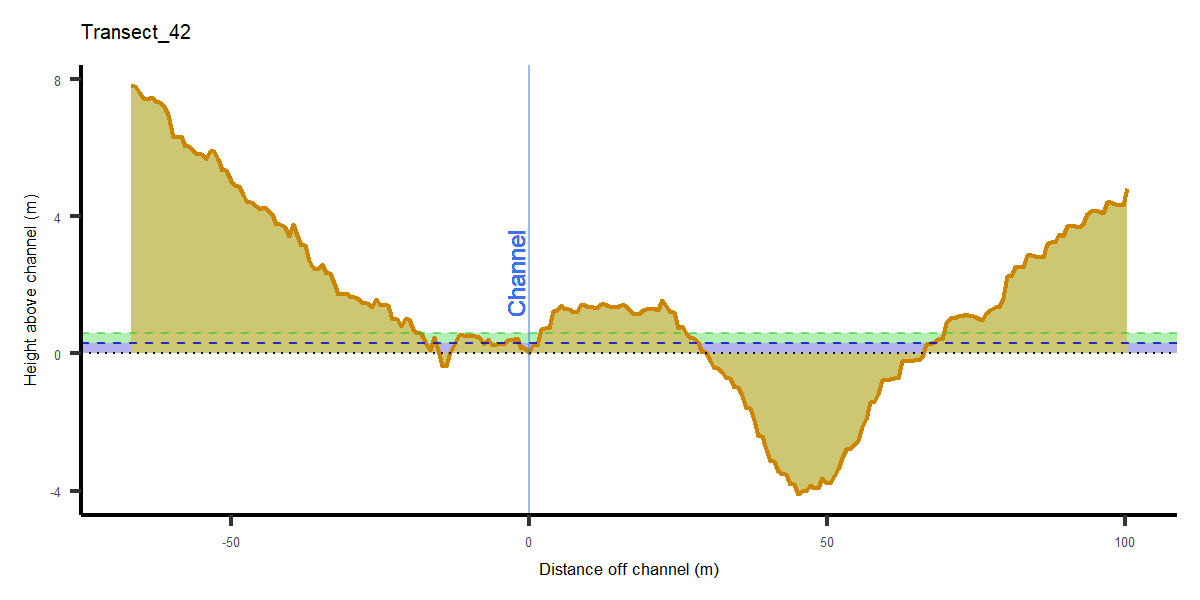 Transect_42
Height above channel (m)
8
4
0
-4
Channel
-50
0
50
100
Distance off channel (m)